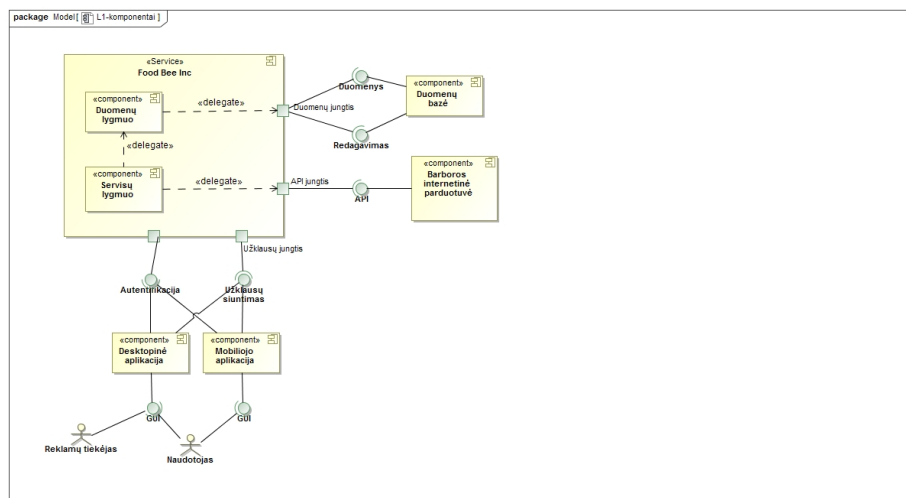 package Model[ L1-komponentai ]
«Service»
Food Bee Inc
«component»
Duomenų
lygmuo
«delegate»
Duomenų jungtis
Duomenys
Redagavimas
«component»
Duomenų
bazė
«delegate»
«component»
Servisų
lygmuo
«delegate»
API jungtis
API
«component»
Barboros
internetinė
parduotuvė
Užklausų jungtis
Autentifikacija
Užklausų
siuntimas
«component»
Desktopinė
aplikacija
«component»
Mobiliojo
aplikacija
GUI
GUI
Reklamų tiekėjas
Naudotojas